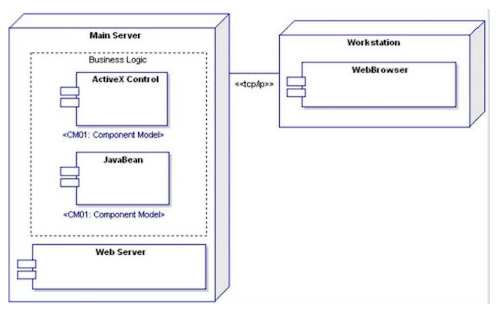 Main Server
Business Logic
ActiveX Control
<CM01: Component Model>
JavaBean
<CM01: Component Model>
Web Server
<<tcp/ip>>
Workstation
WebBrowser